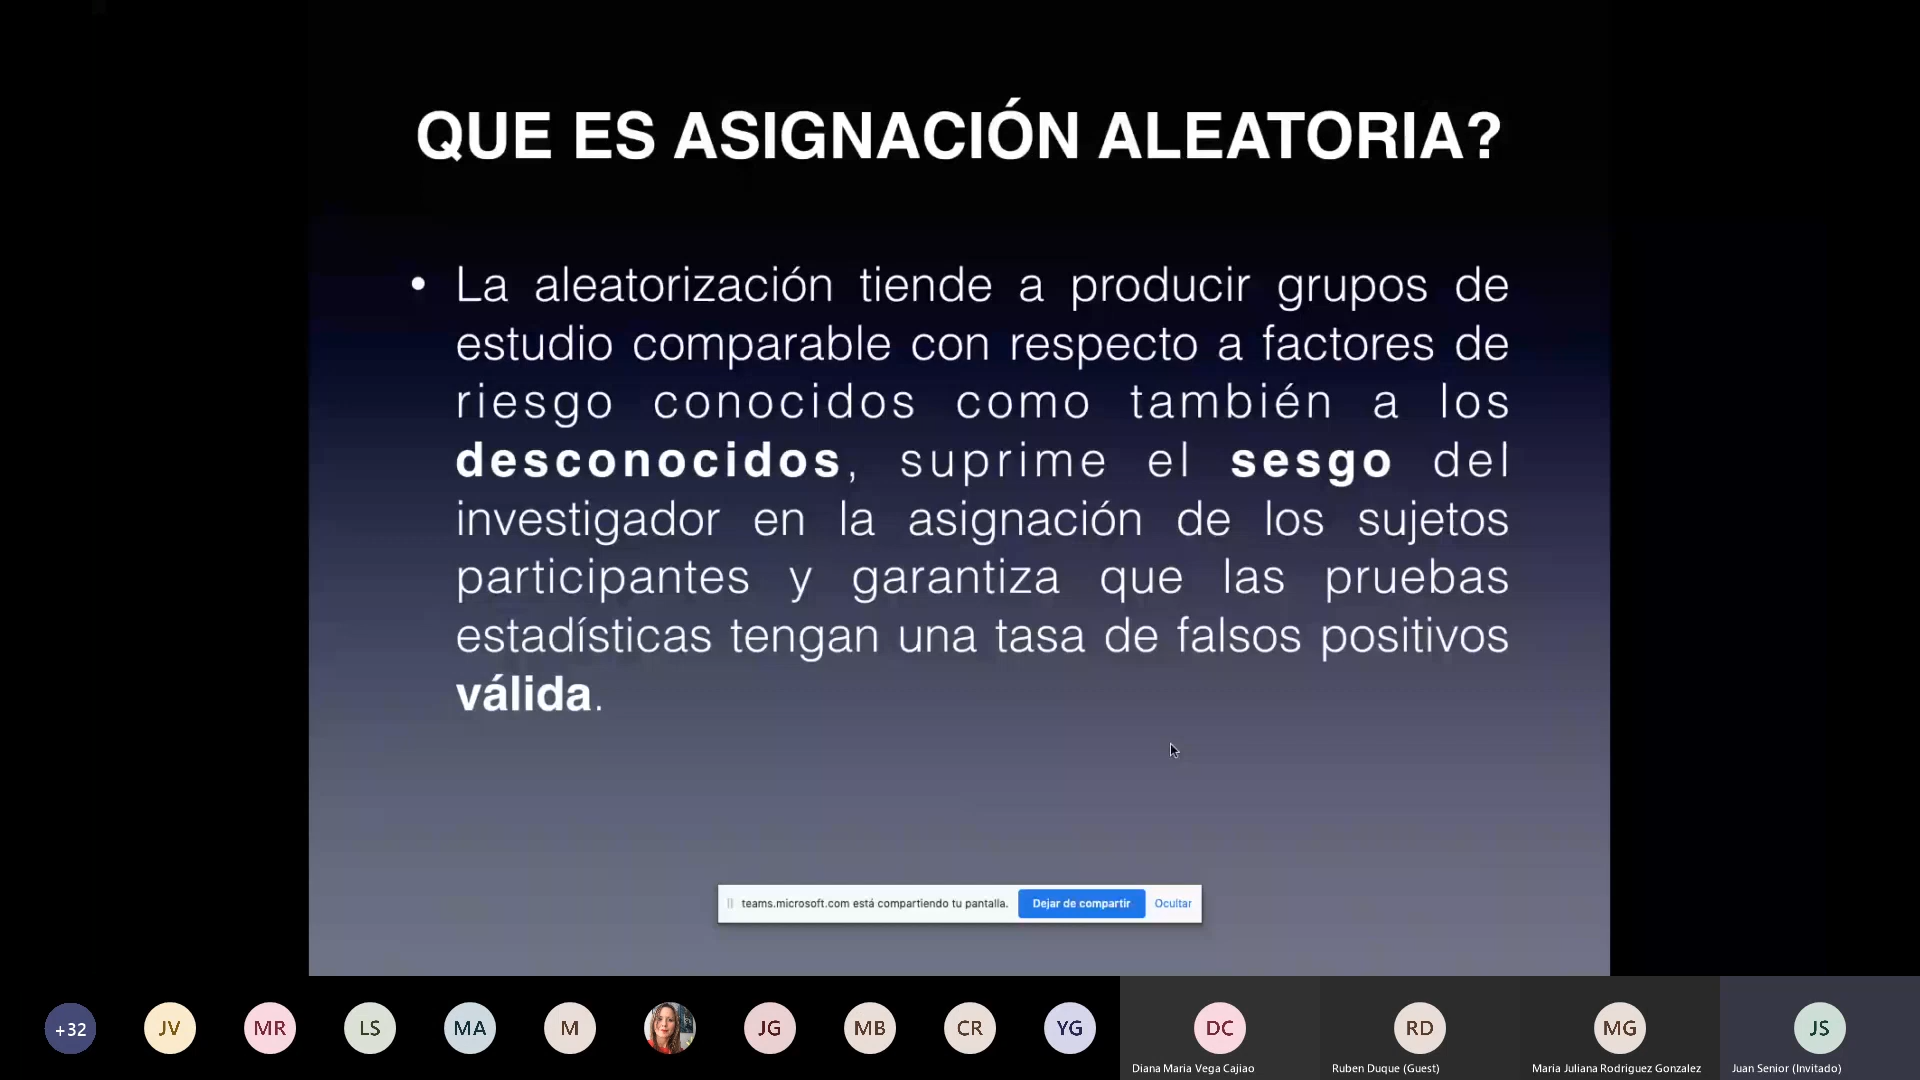 QUE ES ASIGNACIÓN ALEATORIA?
• La aleatorización tiende a producir grupos de
estudio comparable con respecto a factores de
riesgo conocidos como también a los
desconocidos, suprime el sesgo del
investigador en la asignación de los sujetos
participantes y garantiza que las pruebas
estadísticas tengan una tasa de falsos positivos
válida.
teams.microsoft.com está compartiendo tu pantalla. Dejar de compartir Ocultar
+32 JV MR LS MA M JG MB CR YG DC RD MG JS
Diana Maria Vega Cajiao Ruben Duque (Guest) Maria Juliana Rodriguez Gonzalez Juan Senior (Invitado)